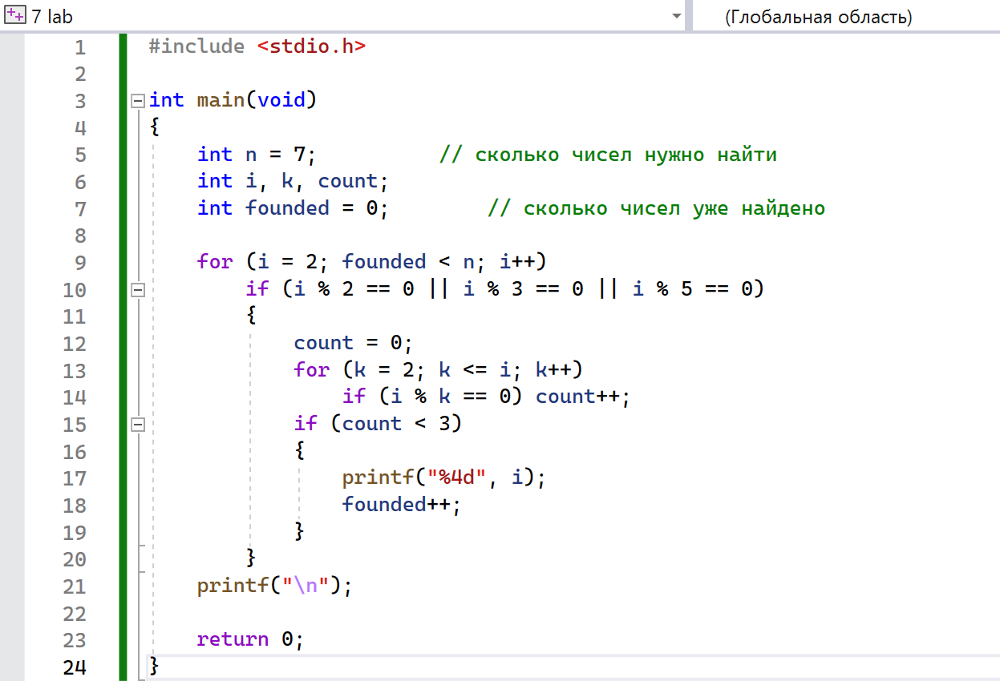 7 lab (Глобальная область)
1 #include <stdio.h>
2
3 int main(void)
4 {
5     int n = 7;          // сколько чисел нужно найти
6     int i, k, count;
7     int founded = 0;        // сколько чисел уже найдено
8
9     for (i = 2; founded < n; i++)
10         if (i % 2 == 0 || i % 3 == 0 || i % 5 == 0)
11         {
12             count = 0;
13             for (k = 2; k <= i; k++)
14                 if (i % k == 0) count++;
15             if (count < 3)
16             {
17                 printf("%4d", i);
18                 founded++;
19             }
20         }
21     printf("\n");
22
23     return 0;
24 }